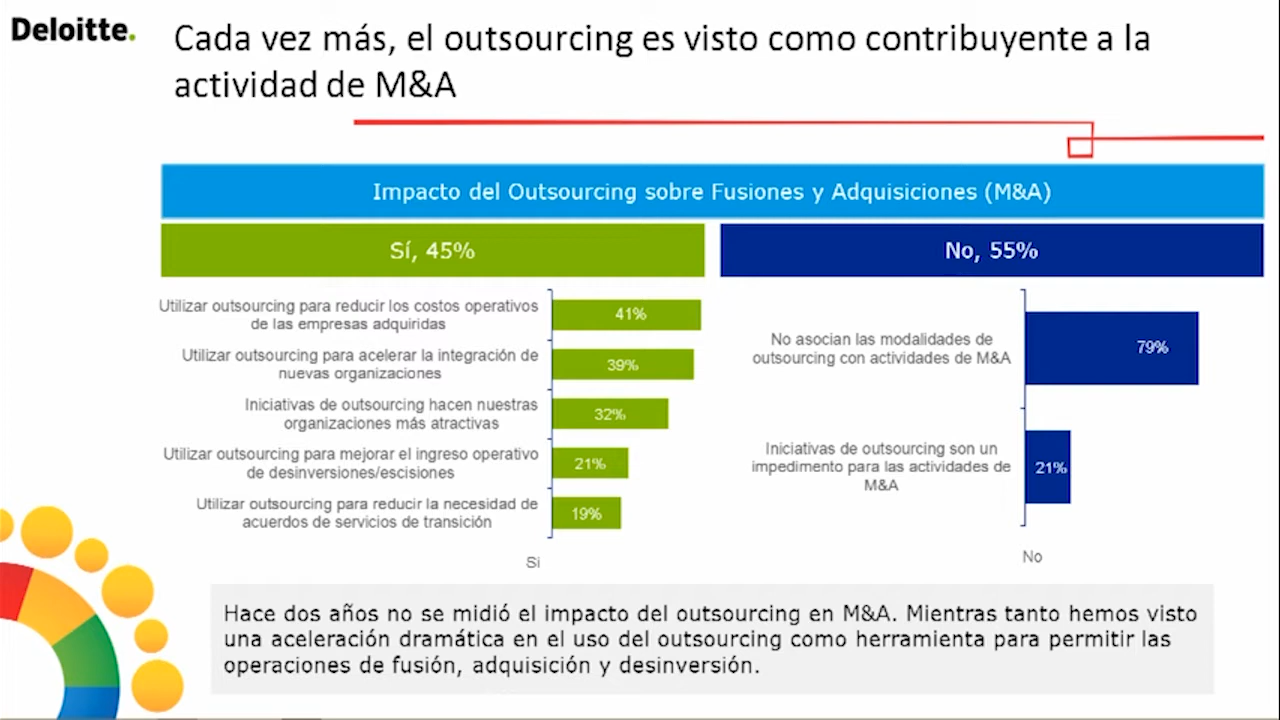 Deloitte.
Cada vez más, el outsourcing es visto como contribuyente a la
actividad de M&A
Impacto del Outsourcing sobre Fusiones y Adquisiciones (M&A)
Sí, 45%
No, 55%
Utilizar outsourcing para reducir los costos operativos
de las empresas adquiridas
41%
Utilizar outsourcing para acelerar la integración de
nuevas organizaciones
39%
Iniciativas de outsourcing hacen nuestras
organizaciones más atractivas
32%
Utilizar outsourcing para mejorar el ingreso operativo
de desinversiones/escisiones
21%
Utilizar outsourcing para reducir la necesidad de
acuerdos de servicios de transición
19%
Si
No asocian las modalidades de
outsourcing con actividades de M&A
79%
Iniciativas de outsourcing son un
impedimento para las actividades de
M&A
21%
No
Hace dos años no se midió el impacto del outsourcing en M&A. Mientras tanto hemos visto
una aceleración dramática en el uso del outsourcing como herramienta para permitir las
operaciones de fusión, adquisición y desinversión.